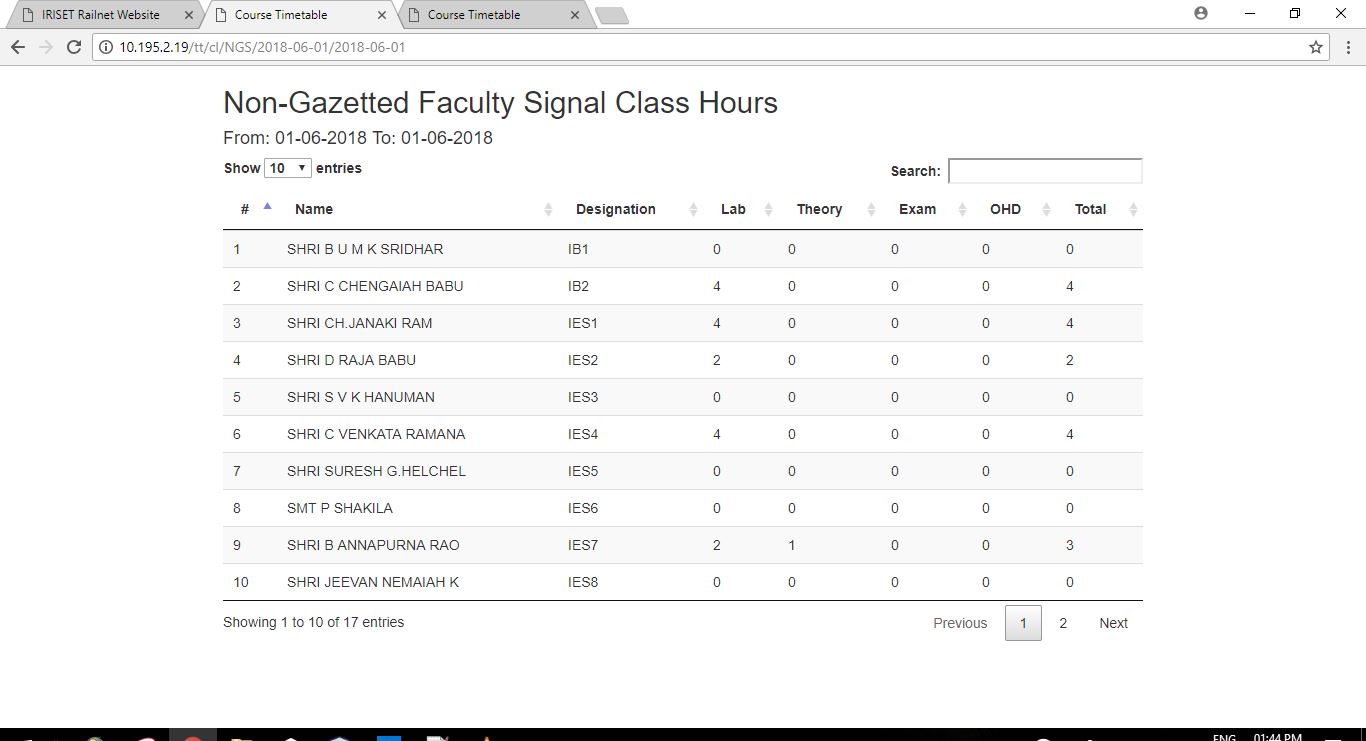 IRISET Railnet Website Course Timetable Course Timetable
10.195.2.19/tt/cl/NGS/2018-06-01/2018-06-01
Non-Gazetted Faculty Signal Class Hours
From: 01-06-2018 To: 01-06-2018
Show 10 entries Search:
# Name Designation Lab Theory Exam OHD Total
1 SHRI B U M K SRIDHAR IB1 0 0 0 0 0
2 SHRI C CHENGAIAH BABU IB2 4 0 0 0 4
3 SHRI CH.JANAKI RAM IES1 4 0 0 0 4
4 SHRI D RAJA BABU IES2 2 0 0 0 2
5 SHRI S V K HANUMAN IES3 0 0 0 0 0
6 SHRI C VENKATA RAMANA IES4 4 0 0 0 4
7 SHRI SURESH G.HELCHEL IES5 0 0 0 0 0
8 SMT P SHAKILA IES6 0 0 0 0 0
9 SHRI B ANNAPURNA RAO IES7 2 1 0 0 3
10 SHRI JEEVAN NEMAIAH K IES8 0 0 0 0 0
Showing 1 to 10 of 17 entries Previous 1 2 Next
ENG 01:44 PM